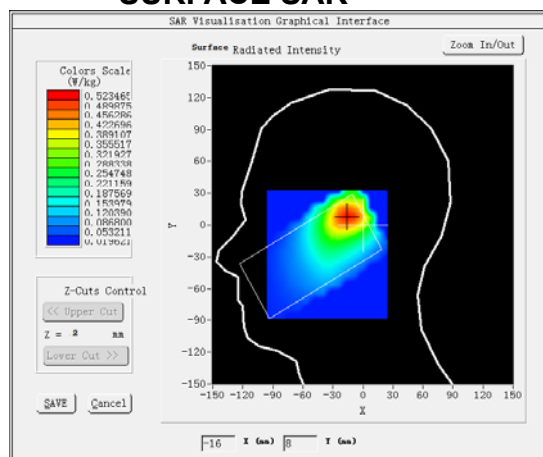 SURFACE SAR
SAR Visualisation Graphical Interface
Surface Radiated Intensity
Zoom In/Out
Colors Scale
(W/kg)
0.523465
0.489875
0.456286
0.422696
0.389107
0.355517
0.321927
0.288338
0.254748
0.221159
0.187569
0.153979
0.120390
0.086800
0.053211
0.019621
150
120
90
60
30
0
-30
-60
-90
-120
-150
Y
-150 -120 -90 -60 -30 0 30 60 90 120 150
X
Z-Cuts Control
<< Upper Cut
Z = 2 mm
Lower Cut >>
SAVE Cancel
-16 X (mm) 8 Y (mm)